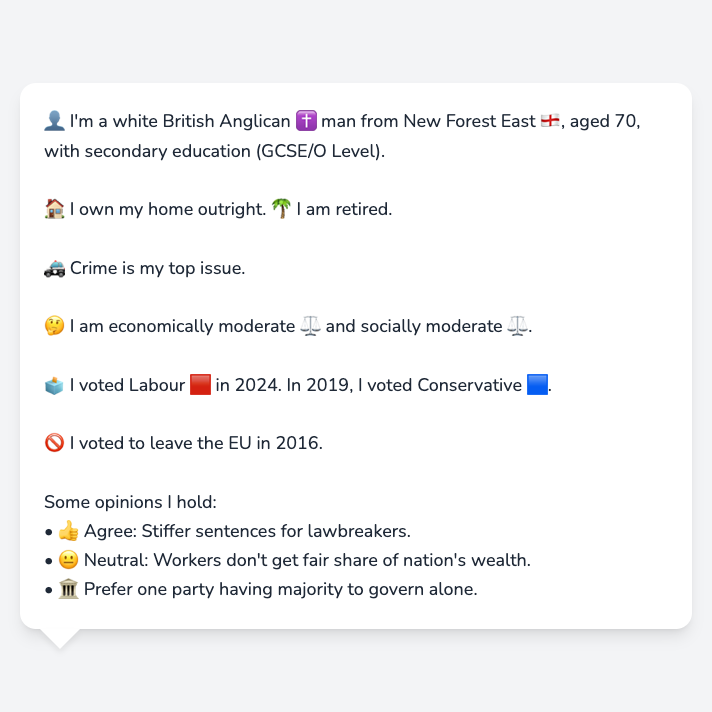 👤 I'm a white British Anglican ✝️ man from New Forest East 🏴󠁧󠁢󠁥󠁮󠁧󠁿, aged 70,
with secondary education (GCSE/O Level).
🏠 I own my home outright. 🌴 I am retired.
🚓 Crime is my top issue.
🤔 I am economically moderate ⚖️ and socially moderate ⚖️.
🗳️ I voted Labour 🟥 in 2024. In 2019, I voted Conservative 🟦.
🚫 I voted to leave the EU in 2016.
Some opinions I hold:
• 👍 Agree: Stiffer sentences for lawbreakers.
• 😐 Neutral: Workers don't get fair share of nation's wealth.
• 🏛️ Prefer one party having majority to govern alone.